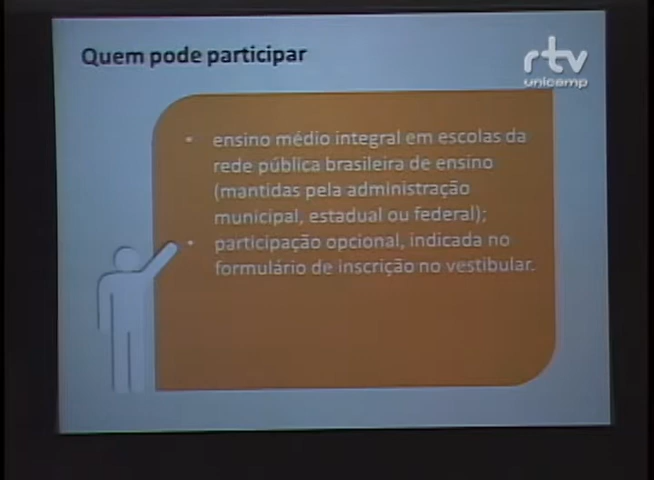 Quem pode participar
rtv
unicamp
• ensino médio integral em escolas da
rede pública brasileira de ensino
(mantidas pela administração
municipal, estadual ou federal);
• participação opcional, indicada no
formulário de inscrição no vestibular.